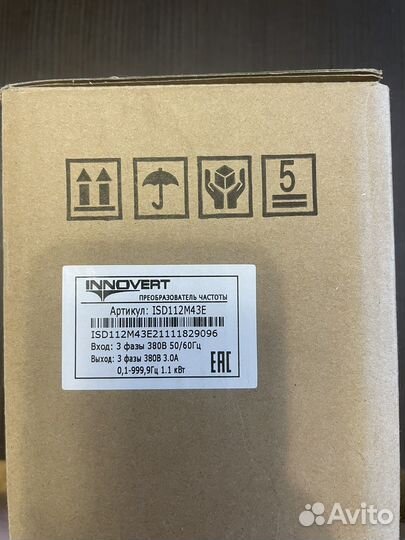 5
INNOVERT
ПРЕОБРАЗОВАТЕЛЬ ЧАСТОТЫ
Артикул: ISD112M43E
ISD112M43E21111829096
Вход: 3 фазы 380В 50/60Гц
Выход: 3 фазы 380В 3.0А
0,1-999,9Гц 1.1 кВт
EAC
Avito